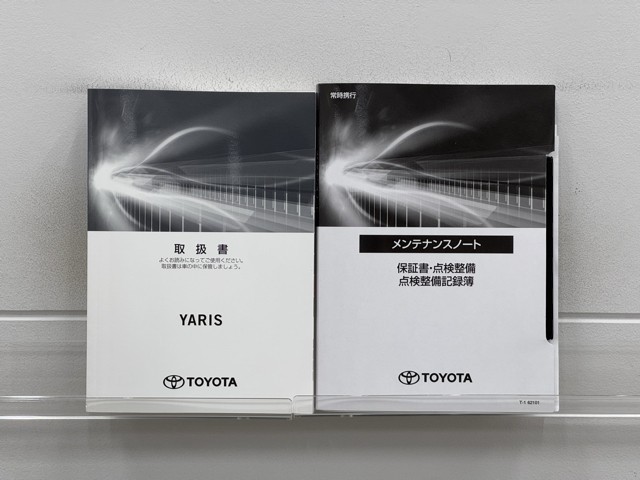 取扱書
よくお読みになってご使用ください。
取扱書は車の中に保管しましょう。
YARIS
TOYOTA
常時携行
メンテナンスノート
保証書・点検整備
点検整備記録簿
TOYOTA